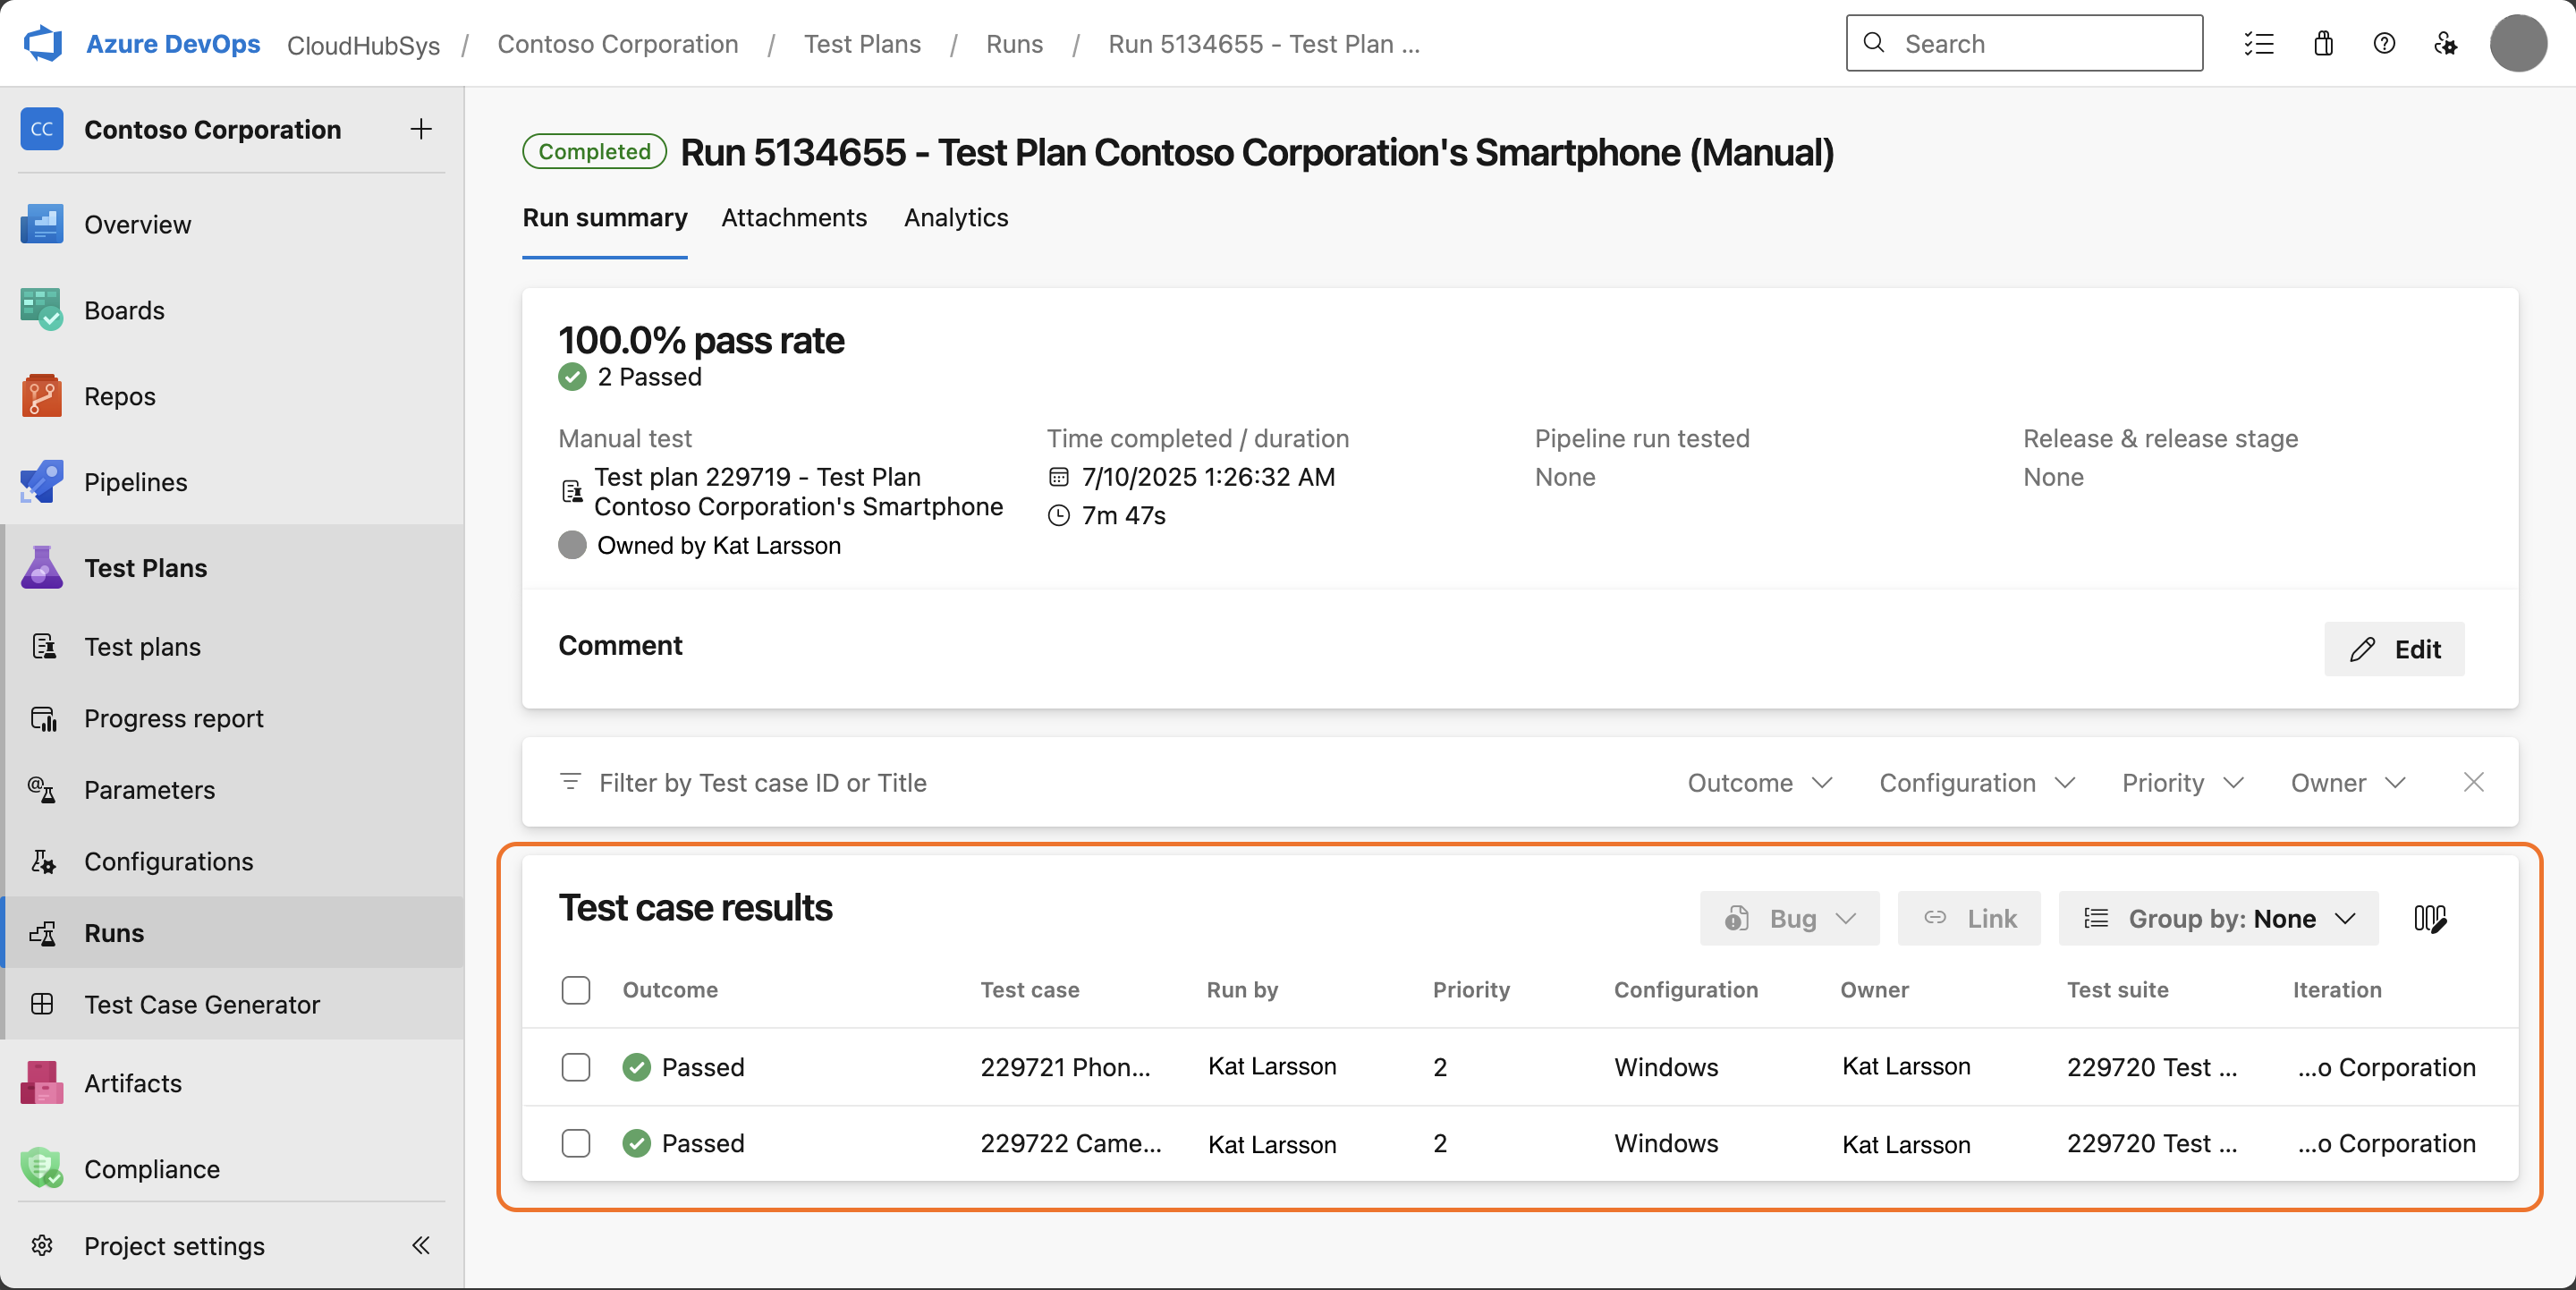 Azure DevOps CloudHubSys / Contoso Corporation / Test Plans / Runs / Run 5134655 - Test Plan ...
Search
CC Contoso Corporation
Overview
Boards
Repos
Pipelines
Test Plans
Test plans
Progress report
Parameters
Configurations
Runs
Test Case Generator
Artifacts
Compliance
Project settings
Completed Run 5134655 - Test Plan Contoso Corporation's Smartphone (Manual)
Run summary Attachments Analytics
100.0% pass rate
2 Passed
Manual test
Test plan 229719 - Test Plan
Contoso Corporation's Smartphone
Owned by Kat Larsson
Time completed / duration
7/10/2025 1:26:32 AM
7m 47s
Pipeline run tested
None
Release & release stage
None
Comment
Edit
Filter by Test case ID or Title Outcome Configuration Priority Owner
Test case results
Bug Link Group by: None
Outcome Test case Run by Priority Configuration Owner Test suite Iteration
Passed 229721 Phon... Kat Larsson 2 Windows Kat Larsson 229720 Test ... ...o Corporation
Passed 229722 Came... Kat Larsson 2 Windows Kat Larsson 229720 Test ... ...o Corporation